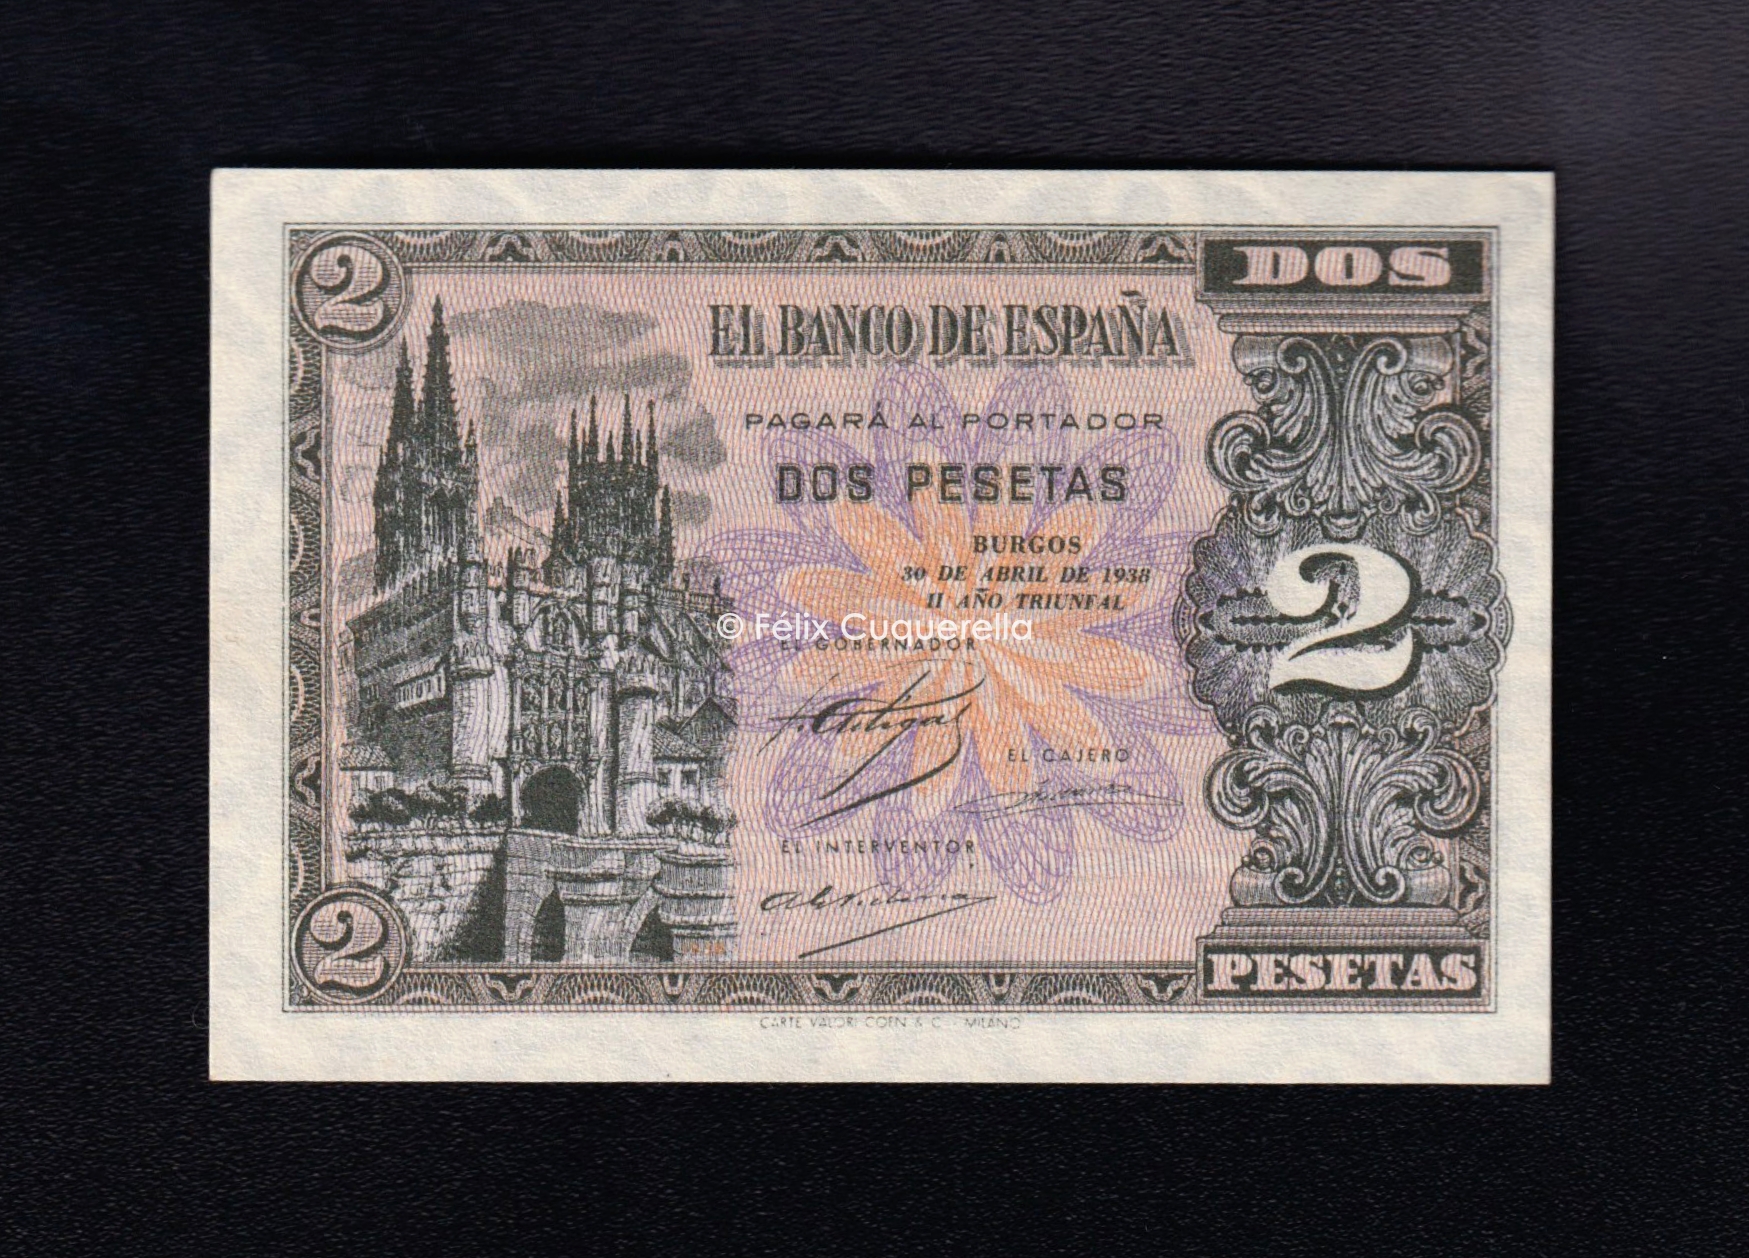 2
DOS
EL BANCO DE ESPAÑA
PAGARÁ AL PORTADOR
DOS PESETAS
BURGOS
30 DE ABRIL DE 1938
II AÑO TRIUNFAL
© Félix Cuquerella
EL GOBERNADOR
2
EL CAJERO
EL INTERVENTOR
2
PESETAS
CARTE VALORI COEN & C. - MILANO